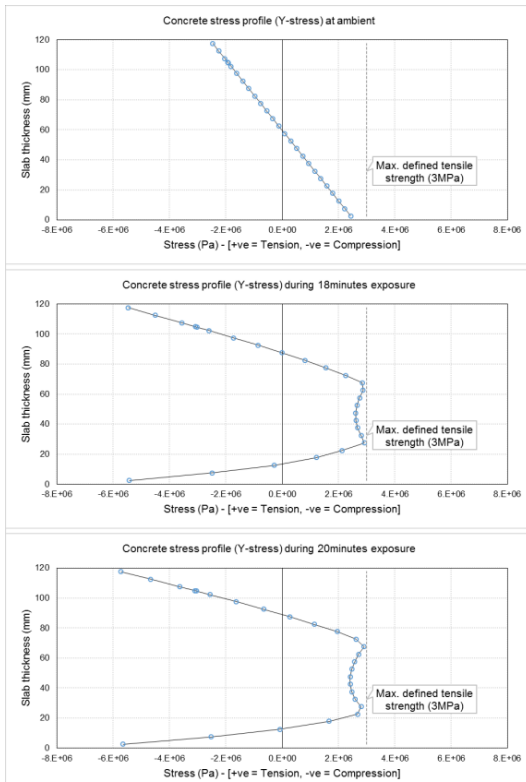 Concrete stress profile (Y-stress) at ambient
120
100
80
60
40
20
0
Slab thickness (mm)
Max. defined tensile
strength (3MPa)
-8.E+06 -6.E+06 -4.E+06 -2.E+06 0.E+00 2.E+06 4.E+06 6.E+06 8.E+06
Stress (Pa) - [+ve = Tension, -ve = Compression]
Concrete stress profile (Y-stress) during 18minutes exposure
120
100
80
60
40
20
0
Slab thickness (mm)
Max. defined tensile
strength (3MPa)
-8.E+06 -6.E+06 -4.E+06 -2.E+06 0.E+00 2.E+06 4.E+06 6.E+06 8.E+06
Stress (Pa) - [+ve = Tension, -ve = Compression]
Concrete stress profile (Y-stress) during 20minutes exposure
120
100
80
60
40
20
0
Slab thickness (mm)
Max. defined tensile
strength (3MPa)
-8.E+06 -6.E+06 -4.E+06 -2.E+06 0.E+00 2.E+06 4.E+06 6.E+06 8.E+06
Stress (Pa) - [+ve = Tension, -ve = Compression]